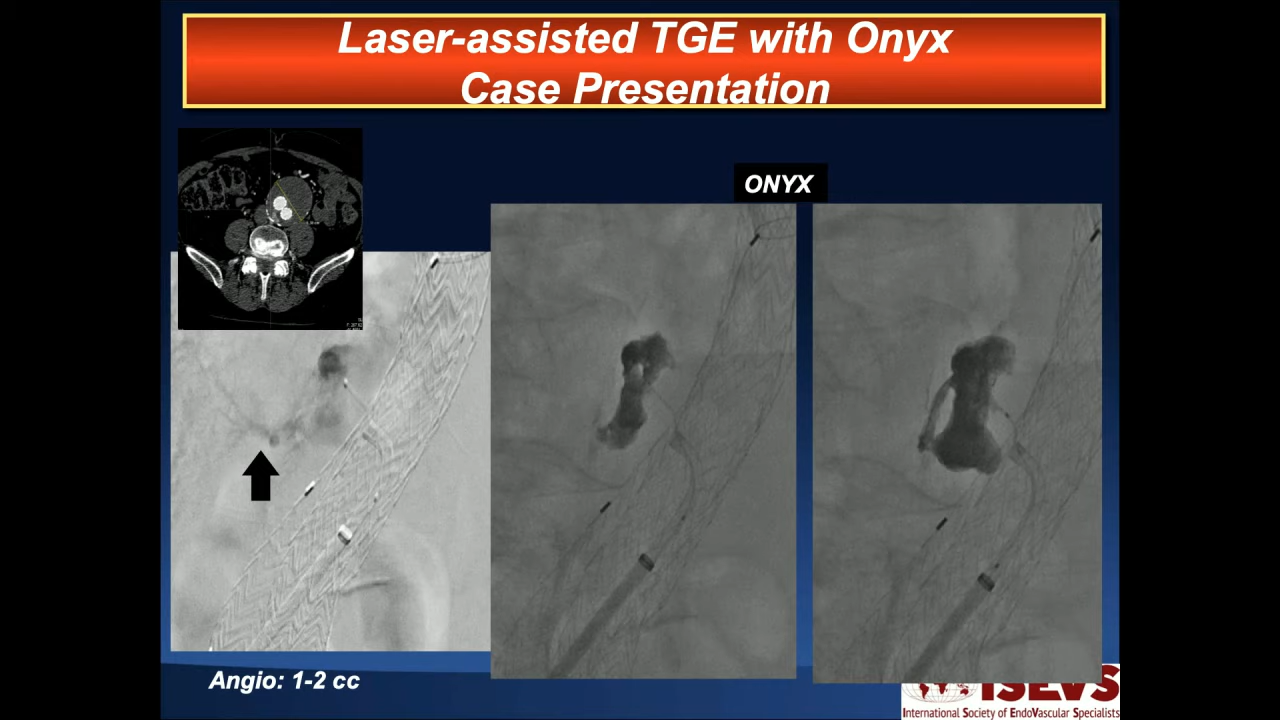 Laser-assisted TGE with Onyx
Case Presentation
ONYX
Angio: 1-2 cc
ISEVS
International Society of EndoVascular Specialists